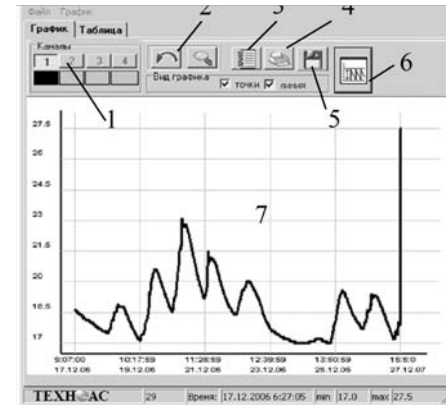 Файл График
2 3 4
График Таблица
Каналы
1 2 3 4
Вид графика
точки
6
1 5
27.5
26
24.5
23
7
21.5
20
18.5
17
9:07:00 10:17:59 11:28:59 12:39:59 13:50:59 15:5:0
17.12.06 19.12.06 21.12.06 23.12.06 25.12.06 27.12.07
ТЕХНО-АС 29 Время: 17.12.2006 6:27:05 min 17.0 max 27.5